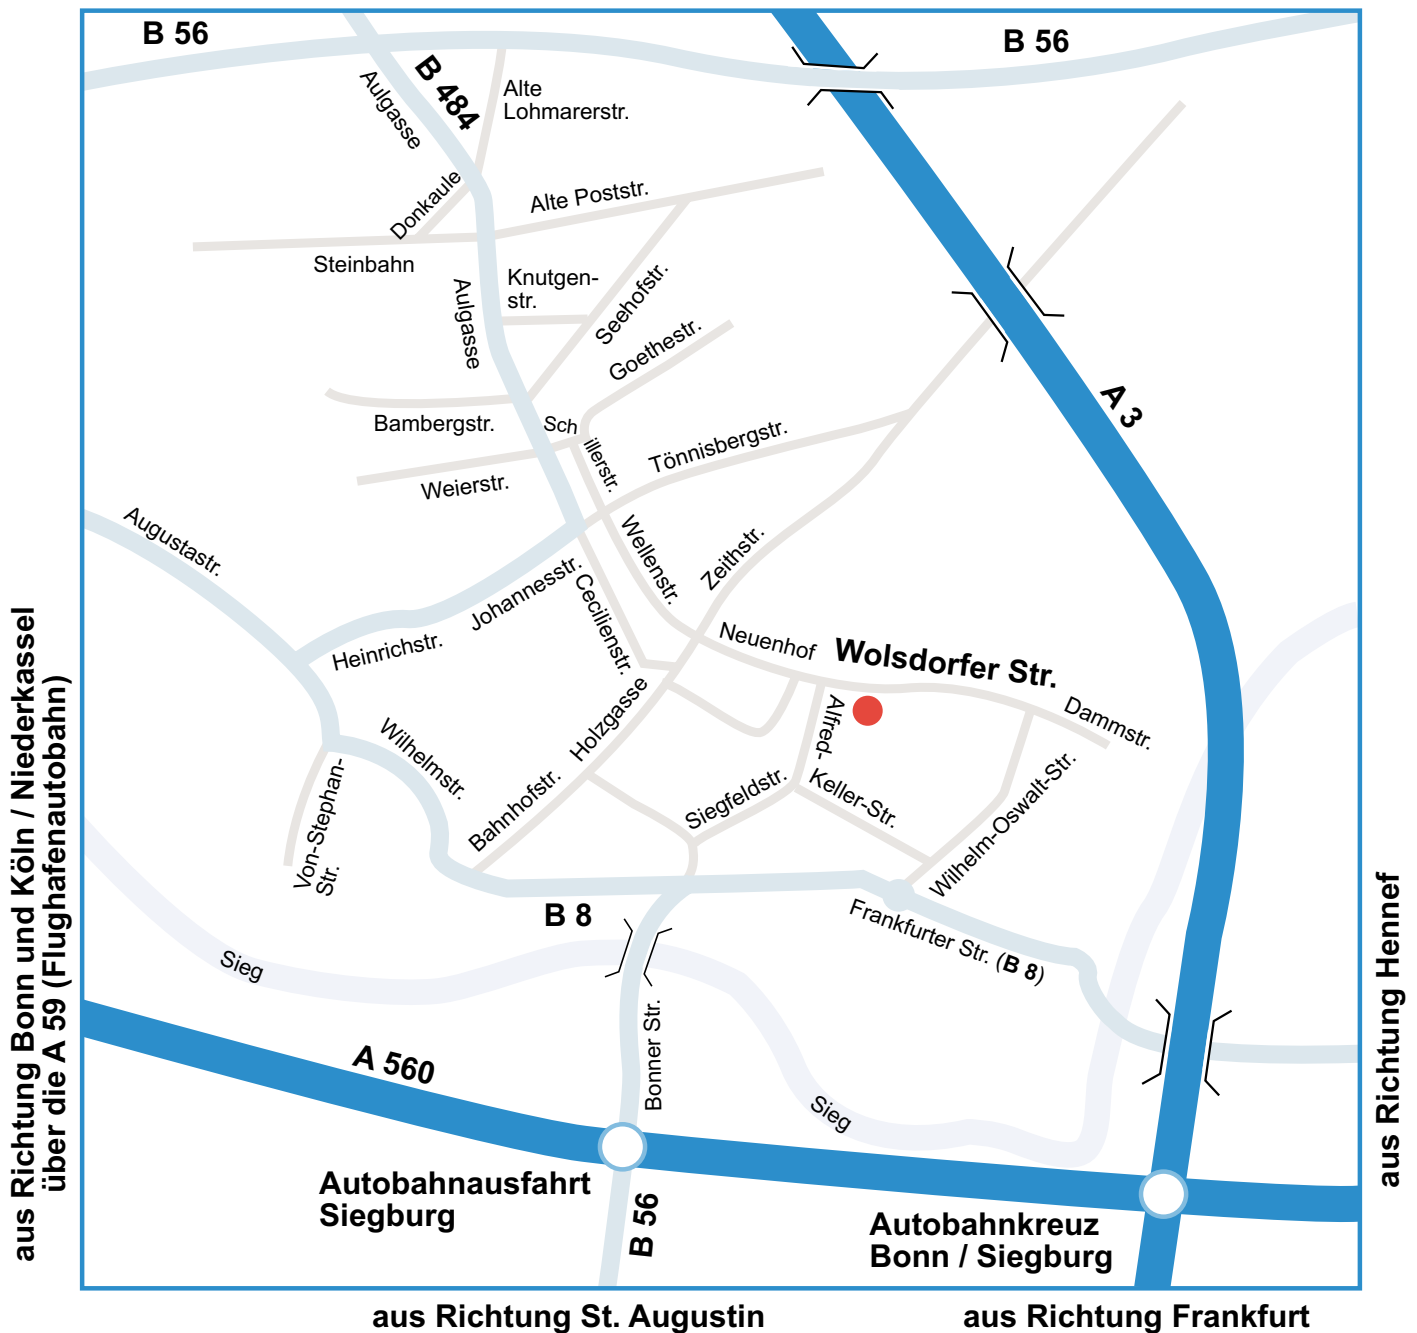 B 56
B 56
B 484
Aulgasse
Alte
Lohmarerstr.
Donkaule
Alte Poststr.
Steinbahn
Knutgen-
str.
Aulgasse
Seehofstr.
Goethestr.
A 3
Bambergstr.
Sch
illerstr.
Tönnisbergstr.
Weierstr.
Augustastr.
Wellenstr.
Zeithstr.
Johannesstr.
Cecilienstr.
Heinrichstr.
Neuenhof
Wolsdorfer Str.
Dammstr.
Holzgasse
Alfred-
Keller-Str.
Wilhelmstr.
Bahnhofstr.
Siegfeldstr.
Wilhelm-Oswalt-Str.
Von-Stephan-
Str.
B 8
Frankfurter Str. (B 8)
Sieg
Bonner Str.
A 560
Sieg
Autobahnausfahrt
Siegburg
B 56
Autobahnkreuz
Bonn / Siegburg
aus Richtung Bonn und Köln / Niederkassel
über die A 59 (Flughafenautobahn)
aus Richtung Hennef
aus Richtung St. Augustin
aus Richtung Frankfurt